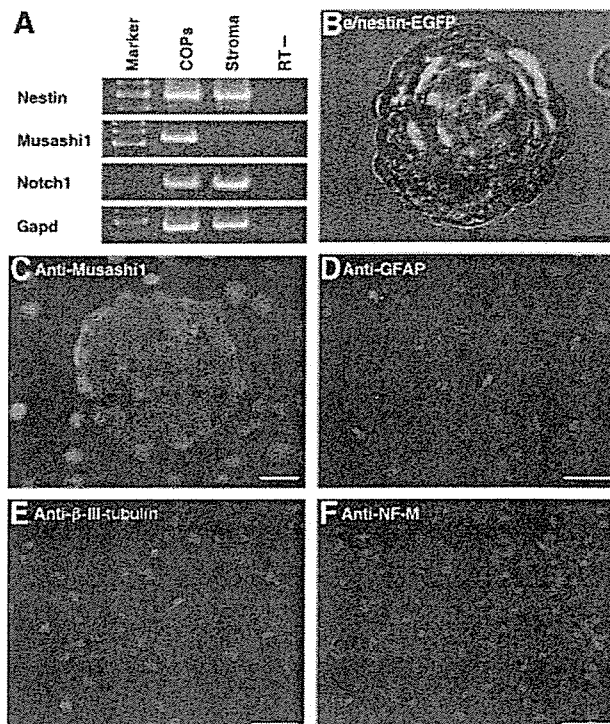 A
Marker
COPs
Stroma
RT−
Nestin
Musashi1
Notch1
Gapd
B e/nestin-EGFP
C Anti-Musashi1
D Anti-GFAP
E Anti-β-III-tubulin
F Anti-NF-M